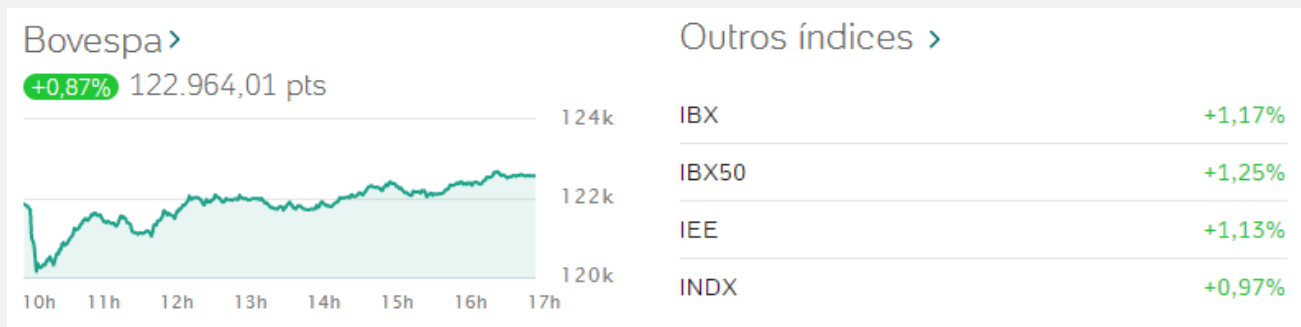 Bovespa >
+0,87% 122.964,01 pts
124k
122k
120k
10h 11h 12h 13h 14h 15h 16h 17h
Outros índices >
IBX +1,17%
IBX50 +1,25%
IEE +1,13%
INDX +0,97%